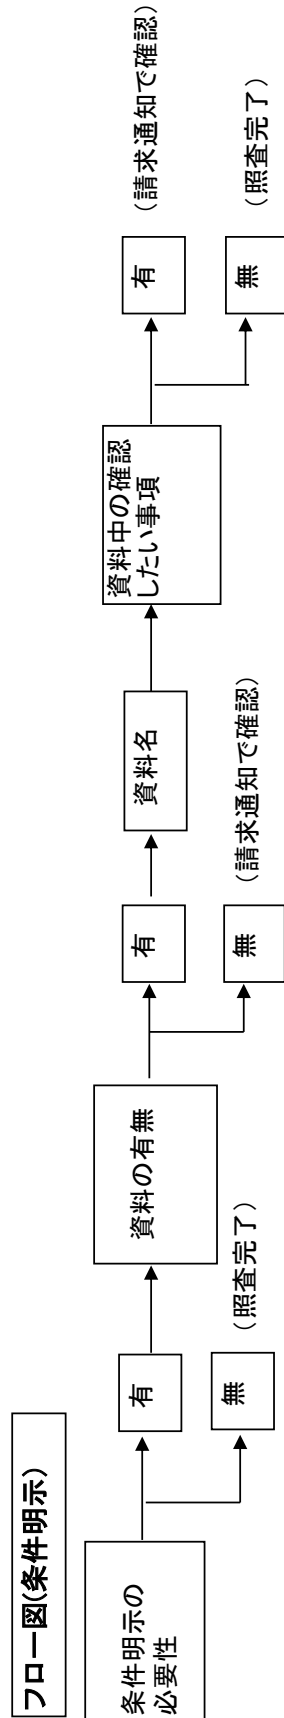 フロー図(条件明示)
条件明示の
必要性
有
無
(照査完了)
資料の有無
有
無
(請求通知で確認)
資料名
資料中の確認
したい事項
有
(請求通知で確認)
無
(照査完了)